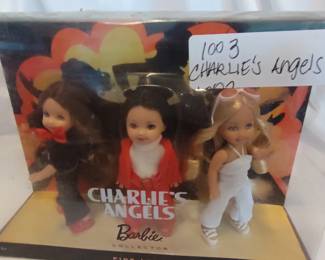 1003
CHARLIE's Angels
CHARLIE'S
ANGELS
Barbie
COLLECTOR